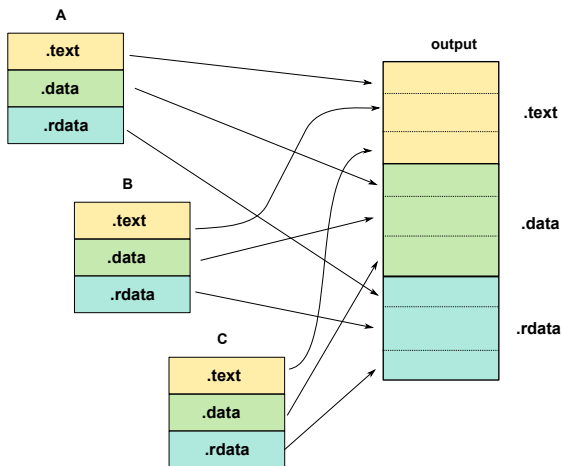 A
.text
.data
.rdata
B
.text
.data
.rdata
C
.text
.data
.rdata
output
.text
.data
.rdata